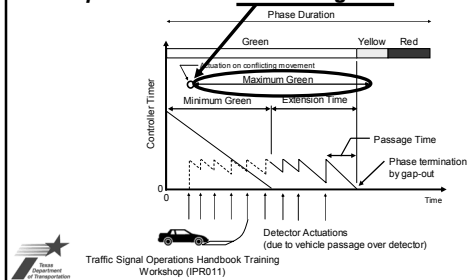 Phase Duration
Green Yellow Red
Actuation on conflicting movement
Maximum Green
Minimum Green Extension Time
Controller Timer
Passage Time
Phase termination
by gap-out
0
0
Time
Detector Actuations
(due to vehicle passage over detector)
Texas
Department
of Transportation
Traffic Signal Operations Handbook Training
Workshop (IPR011)